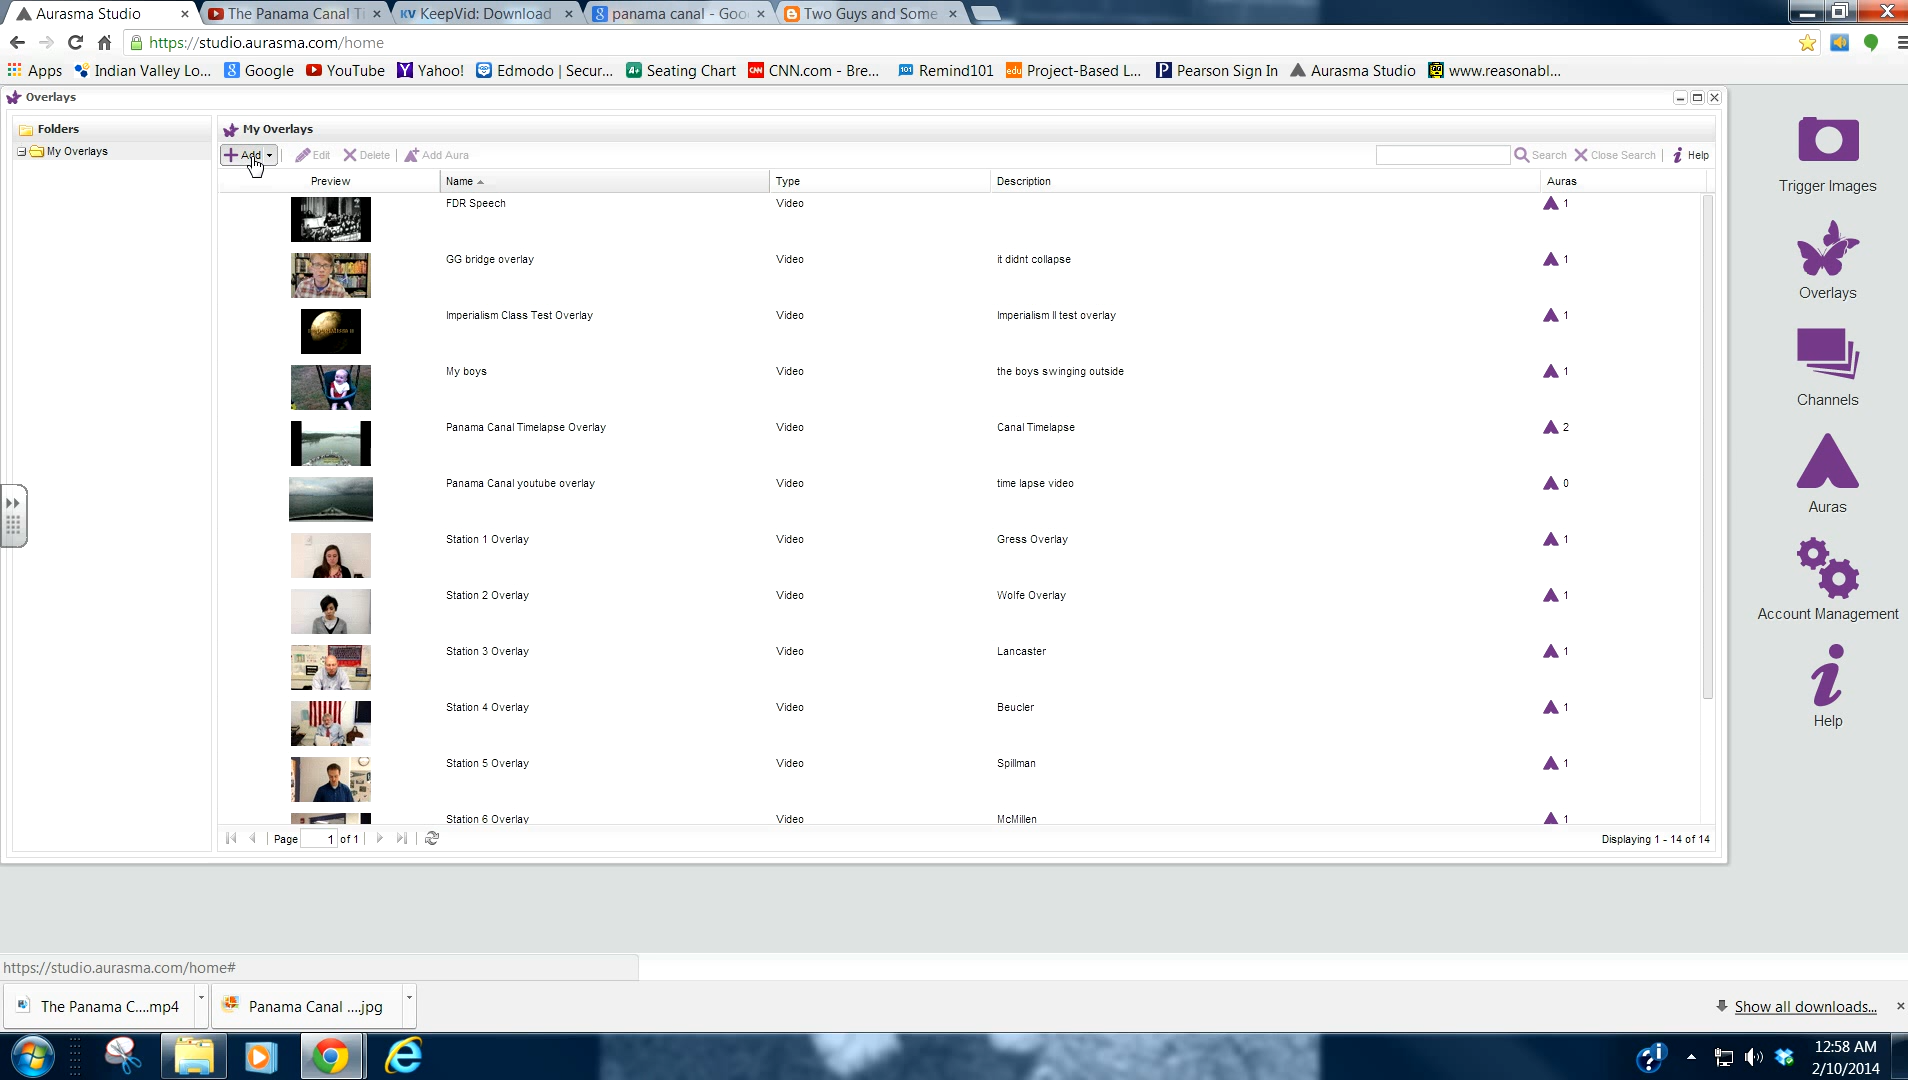 Aurasma Studio
The Panama Canal Ti
KV KeepVid: Download
panama canal - Goo
Two Guys and Some
https://studio.aurasma.com/home
Apps
Indian Valley Lo...
Google
YouTube
Yahoo!
Edmodo | Secur...
Seating Chart
CNN.com - Bre...
Remind101
Project-Based L...
Pearson Sign In
Aurasma Studio
www.reasonabl...
Overlays
Folders
My Overlays
My Overlays
Add
Edit
Delete
Add Aura
Search
Close Search
Help
Preview Name Type Description Auras
FDR Speech Video 1
GG bridge overlay Video it didnt collapse 1
Imperialism Class Test Overlay Video Imperialism II test overlay 1
My boys Video the boys swinging outside 1
Panama Canal Timelapse Overlay Video Canal Timelapse 2
Panama Canal youtube overlay Video time lapse video 0
Station 1 Overlay Video Gress Overlay 1
Station 2 Overlay Video Wolfe Overlay 1
Station 3 Overlay Video Lancaster 1
Station 4 Overlay Video Beucler 1
Station 5 Overlay Video Spillman 1
Station 6 Overlay Video McMillen 1
Page 1 of 1
Displaying 1 - 14 of 14
Trigger Images
Overlays
Channels
Auras
Account Management
Help
https://studio.aurasma.com/home#
The Panama C....mp4
Panama Canal ....jpg
Show all downloads...
12:58 AM
2/10/2014